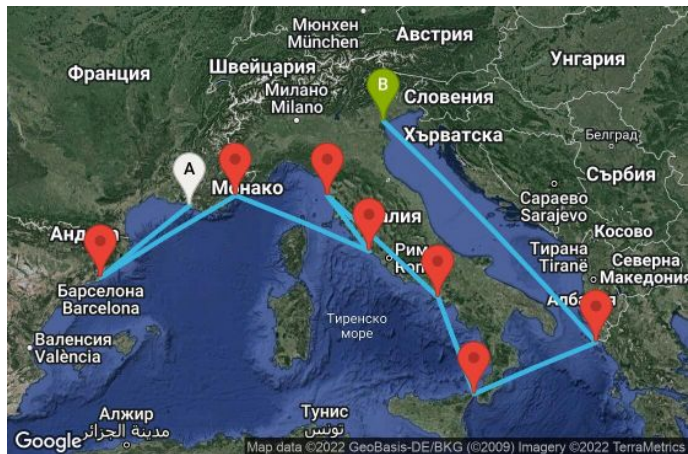 Мюнхен
München
Австрия
Унгария
Швейцария
Франция
Милано
Milano
B
Словения
Хърватска
Белград
Сърбия
A
Монако
Сараево
Sarajevo
Косово
Андора
Рим
Тирана
Tiranë
Северна
Македония
Барселона
Barcelona
Тиренско
море
Валенсия
València
Алжир
مدينة الجزائر
Тунис
تونس
Google
Map data ©2022 GeoBasis-DE/BKG (©2009) Imagery ©2022 TerraMetrics